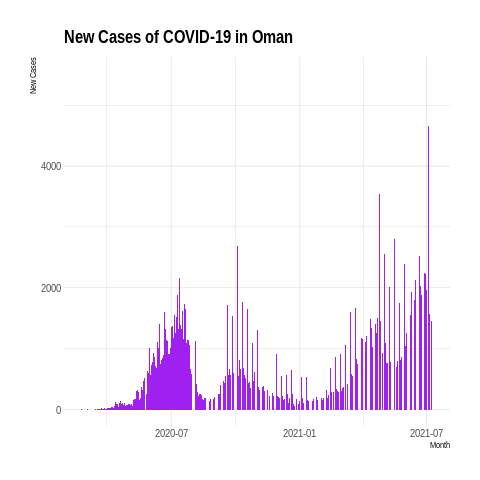 New Cases of COVID-19 in Oman
New Cases
4000
2000
0
2020-07
2021-01
2021-07
Month